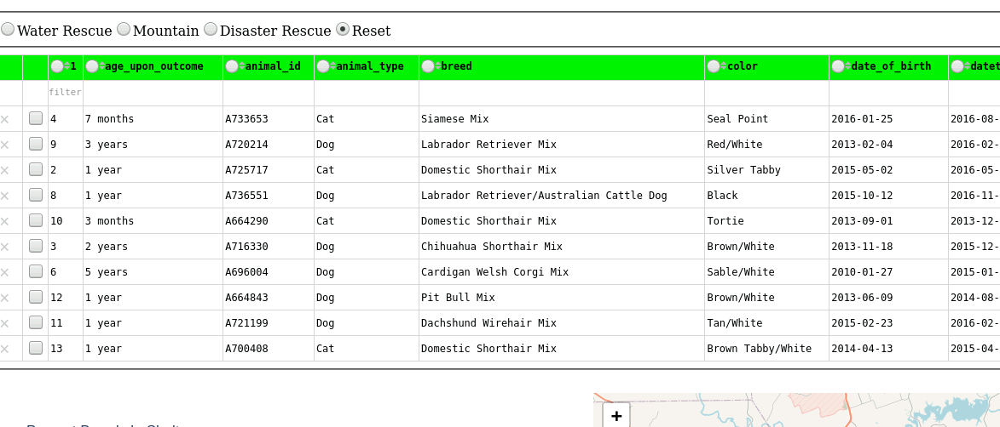 Water Rescue Mountain Disaster Rescue Reset
1 age_upon_outcome animal_id animal_type breed color date_of_birth datet
filter
× 4 7 months A733653 Cat Siamese Mix Seal Point 2016-01-25 2016-08-
× 9 3 years A720214 Dog Labrador Retriever Mix Red/White 2013-02-04 2016-02-
× 2 1 year A725717 Cat Domestic Shorthair Mix Silver Tabby 2015-05-02 2016-05-
× 8 1 year A736551 Dog Labrador Retriever/Australian Cattle Dog Black 2015-10-12 2016-11-
× 10 3 months A664290 Cat Domestic Shorthair Mix Tortie 2013-09-01 2013-12-
× 3 2 years A716330 Dog Chihuahua Shorthair Mix Brown/White 2013-11-18 2015-12-
× 6 5 years A696004 Dog Cardigan Welsh Corgi Mix Sable/White 2010-01-27 2015-01-
× 12 1 year A664843 Dog Pit Bull Mix Brown/White 2013-06-09 2014-08-
× 11 1 year A721199 Dog Dachshund Wirehair Mix Tan/White 2015-02-23 2016-02-
× 13 1 year A700408 Cat Domestic Shorthair Mix Brown Tabby/White 2014-04-13 2015-04-
+